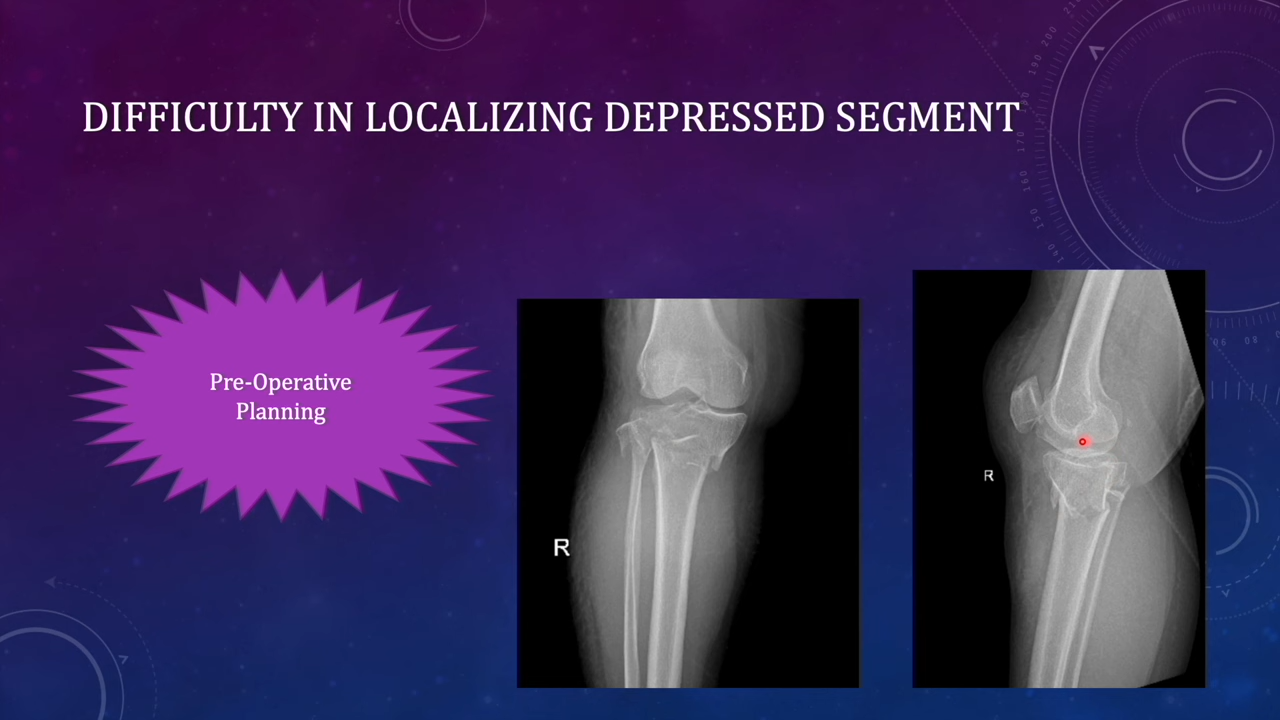 DIFFICULTY IN LOCALIZING DEPRESSED SEGMENT
Pre-Operative
Planning
R
R